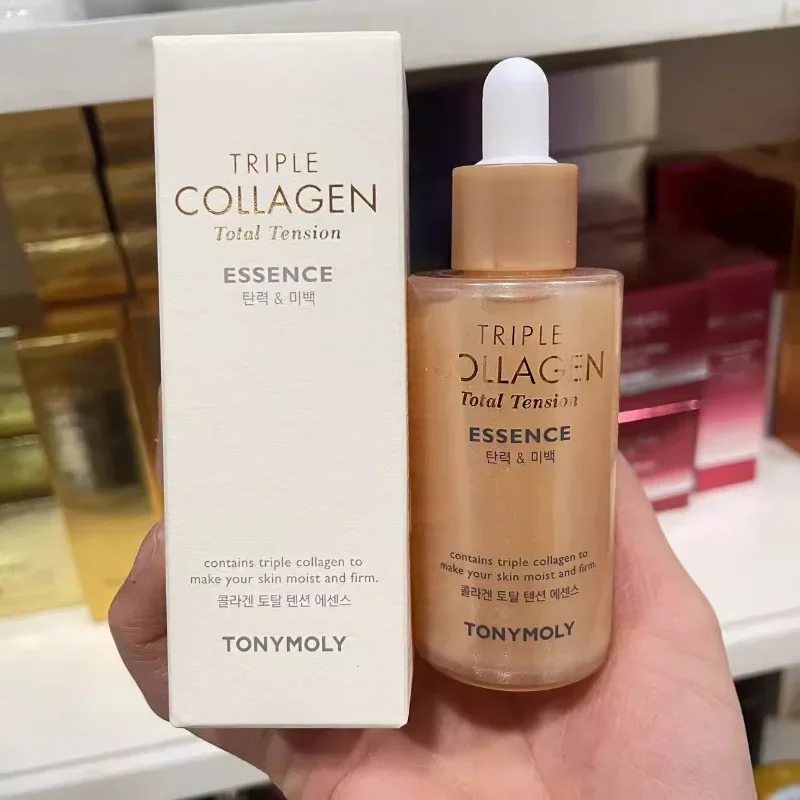 TRIPLE
COLLAGEN
Total Tension
ESSENCE
탄력 & 미백
contains triple collagen to
make your skin moist and firm.
콜라겐 토탈 텐션 에센스
TONYMOLY
TRIPLE
COLLAGEN
Total Tension
ESSENCE
탄력 & 미백
contains triple collagen to
make your skin moist and firm.
콜라겐 토탈 텐션 에센스
TONYMOLY